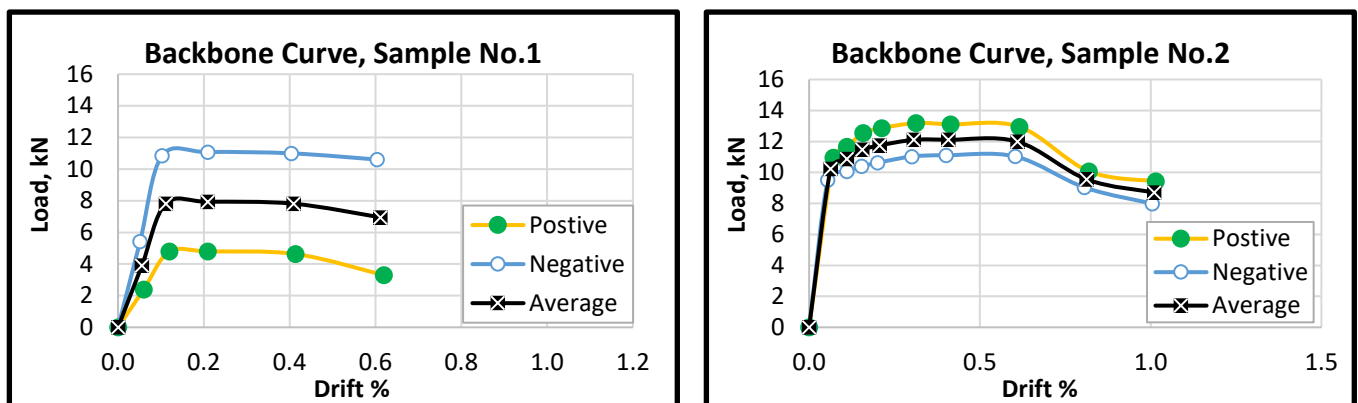 Backbone Curve, Sample No.1
16
14
12
10
8
6
4
2
0
Load, kN
0.0 0.2 0.4 0.6 0.8 1.0 1.2
Drift %
Postive
Negative
Average
Backbone Curve, Sample No.2
16
14
12
10
8
6
4
2
0
Load, kN
0.0 0.5 1.0 1.5
Drift %
Postive
Negative
Average